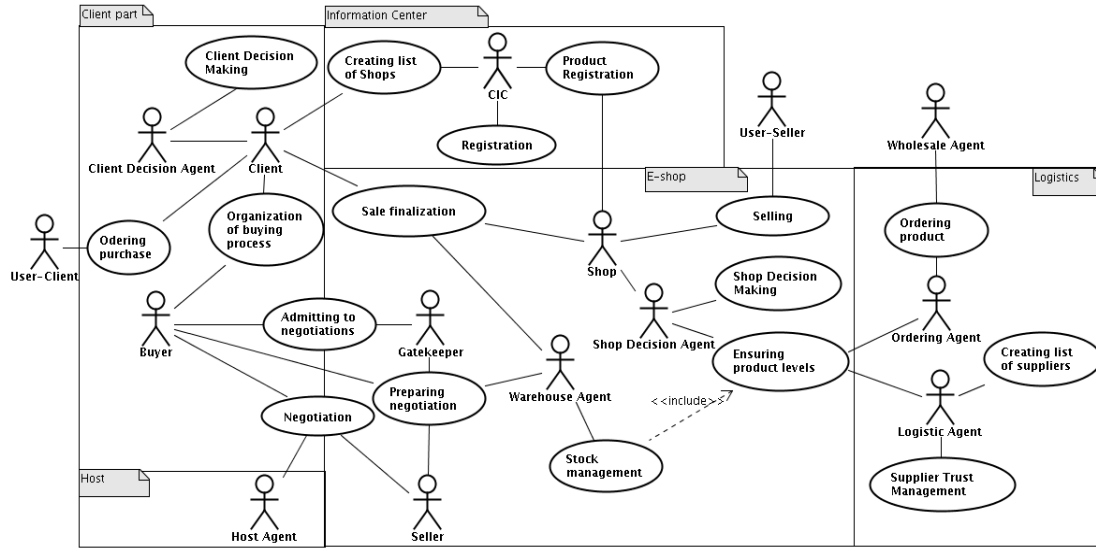 Client part
Information Center
Client Decision
Making
Creating list
of Shops
CIC
Product
Registration
Registration
User-Seller
Wholesale Agent
Client Decision Agent
Client
E-shop
Logistics
Odering
purchase
User-Client
Organization
of buying
process
Sale finalization
Shop
Selling
Ordering
product
Shop Decision
Making
Buyer
Admitting to
negotiations
Gatekeeper
Shop Decision Agent
Ensuring
product levels
Ordering Agent
Creating list
of suppliers
Preparing
negotiation
Warehouse Agent
<<include>>
Negotiation
Logistic Agent
Stock
management
Supplier Trust
Management
Host
Host Agent
Seller